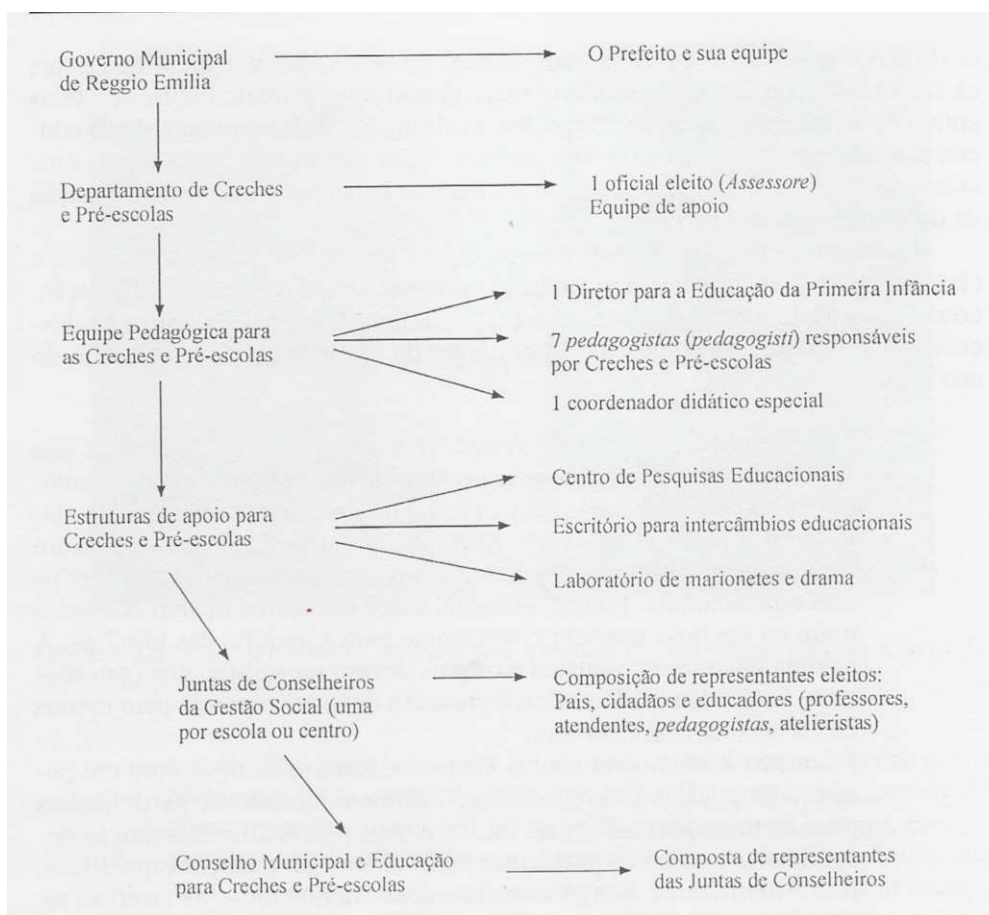 Governo Municipal
de Reggio Emilia
O Prefeito e sua equipe
Departamento de Creches
e Pré-escolas
1 oficial eleito (Assessore)
Equipe de apoio
Equipe Pedagógica para
as Creches e Pré-escolas
1 Diretor para a Educação da Primeira Infância
7 pedagogistas (pedagogisti) responsáveis
por Creches e Pré-escolas
1 coordenador didático especial
Estruturas de apoio para
Creches e Pré-escolas
Centro de Pesquisas Educacionais
Escritório para intercâmbios educacionais
Laboratório de marionetes e drama
Juntas de Conselheiros
da Gestão Social (uma
por escola ou centro)
Composição de representantes eleitos:
Pais, cidadãos e educadores (professores,
atendentes, pedagogistas, atelieristas)
Conselho Municipal e Educação
para Creches e Pré-escolas
Composta de representantes
das Juntas de Conselheiros